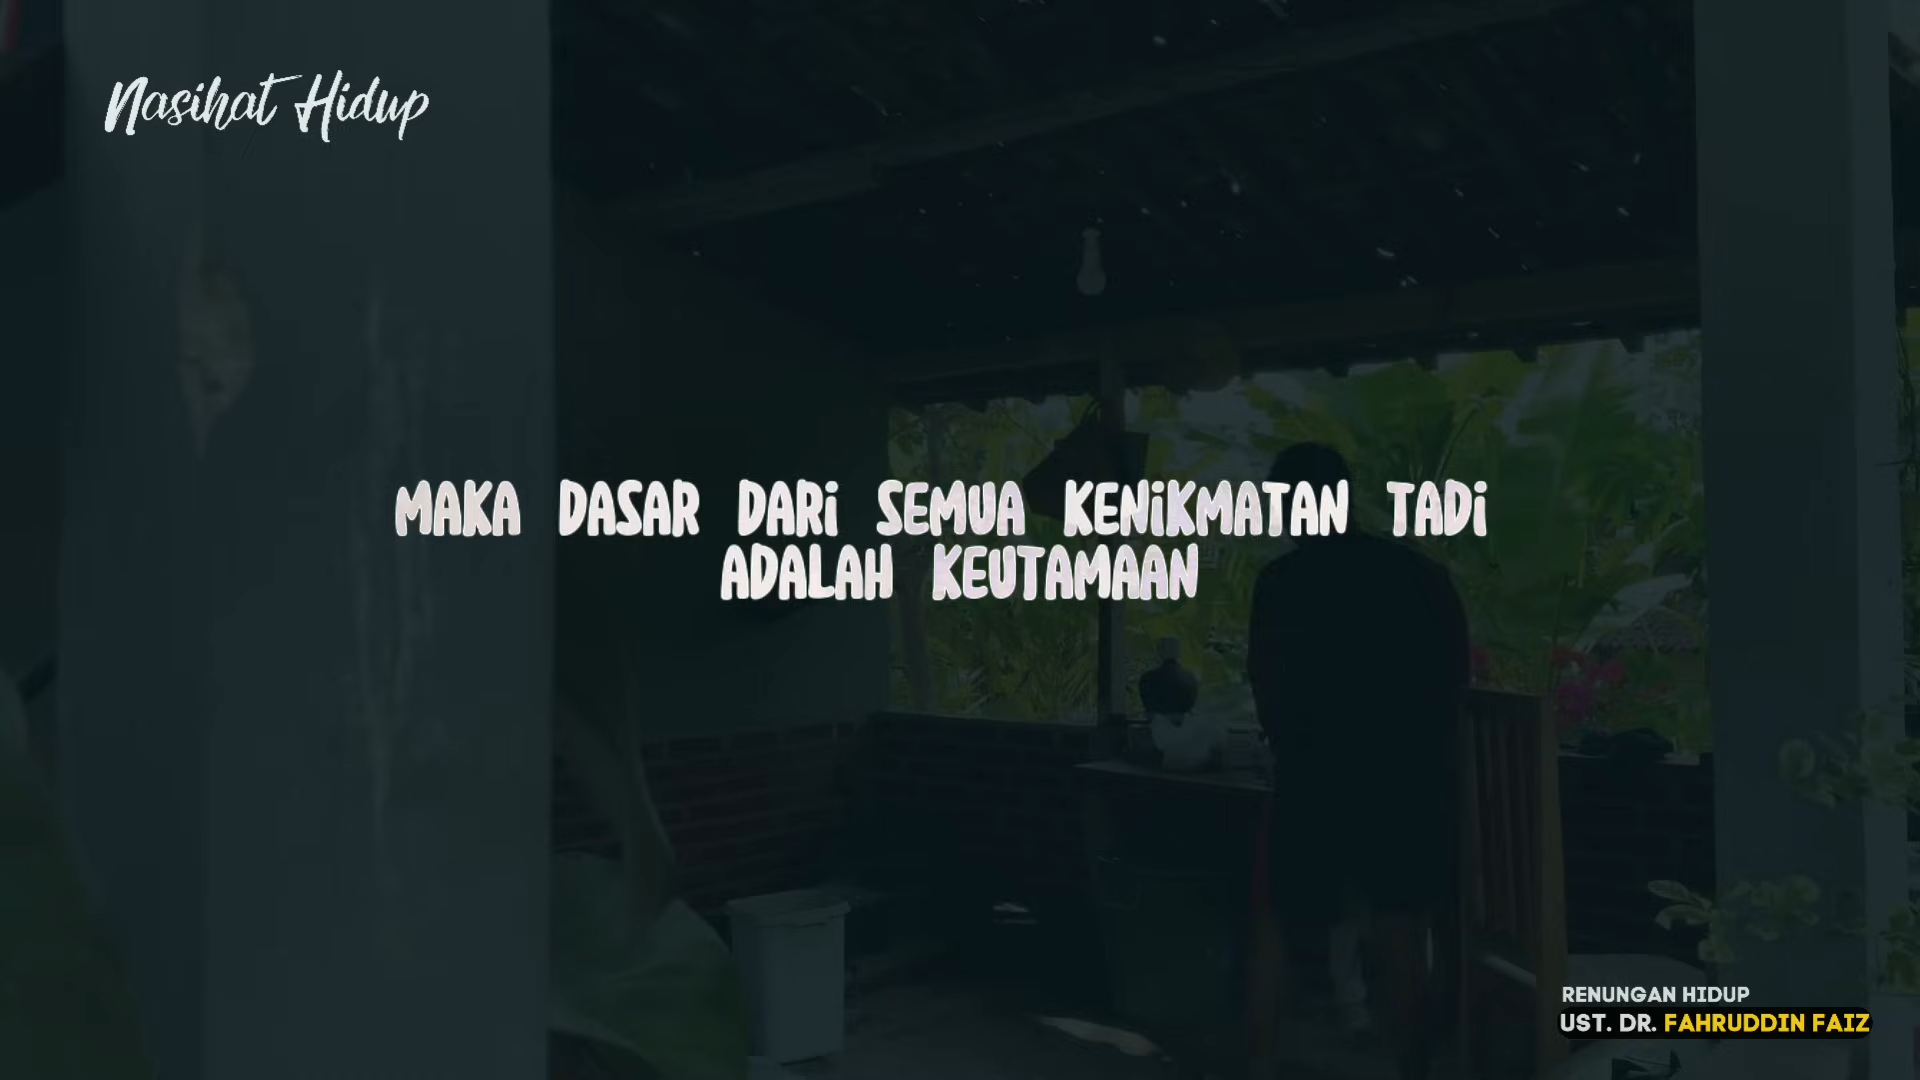 Nasihat Hidup
MAKA DASAR DARI SEMUA KENIKMATAN TADI
ADALAH KEUTAMAAN
RENUNGAN HIDUP
UST. DR. FAHRUDDIN FAIZ